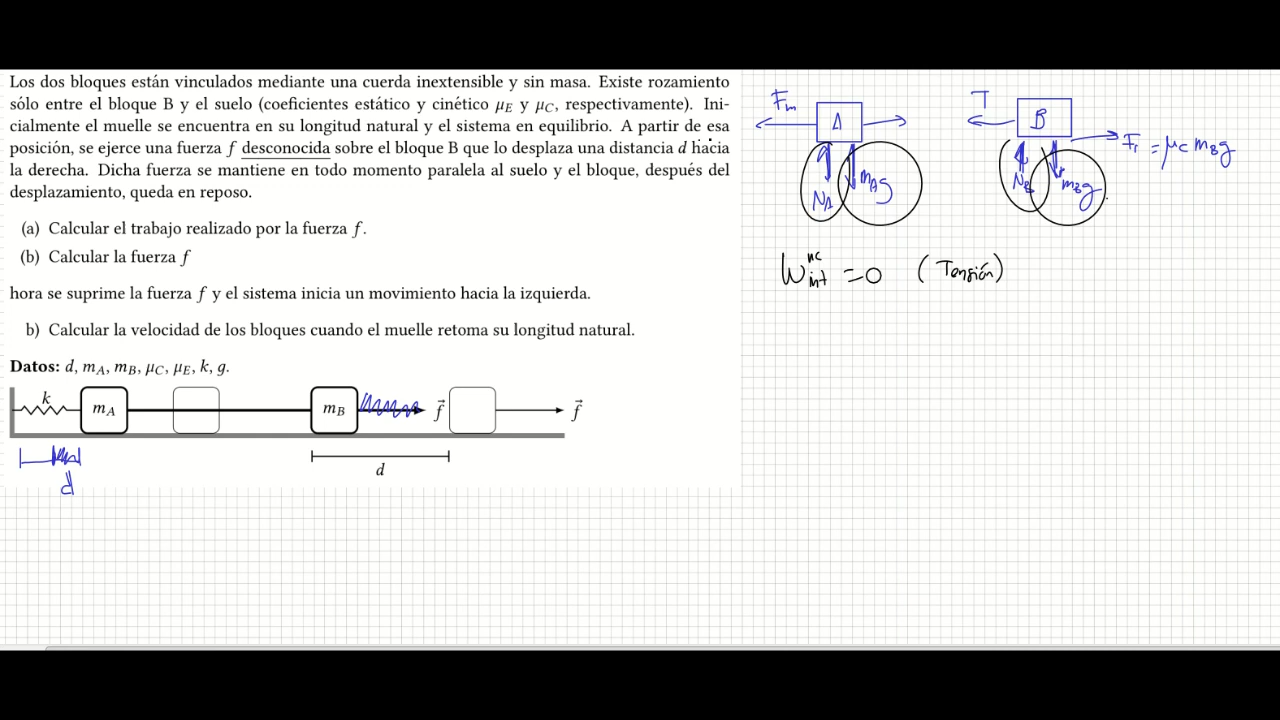 Los dos bloques están vinculados mediante una cuerda inextensible y sin masa. Existe rozamiento
sólo entre el bloque B y el suelo (coeficientes estático y cinético μE y μC, respectivamente). Ini-
cialmente el muelle se encuentra en su longitud natural y el sistema en equilibrio. A partir de esa
posición, se ejerce una fuerza f desconocida sobre el bloque B que lo desplaza una distancia d hacia
la derecha. Dicha fuerza se mantiene en todo momento paralela al suelo y el bloque, después del
desplazamiento, queda en reposo.
(a) Calcular el trabajo realizado por la fuerza f.
(b) Calcular la fuerza f
hora se suprime la fuerza f y el sistema inicia un movimiento hacia la izquierda.
b) Calcular la velocidad de los bloques cuando el muelle retoma su longitud natural.
Datos: d, mA, mB, μC, μE, k, g.
k
mA
mB
f⃗
f⃗
d
d
Fm
A
NA
mAg
T
B
Fr = μC mBg
NB
mBg
W int nc = 0 (Tensión)